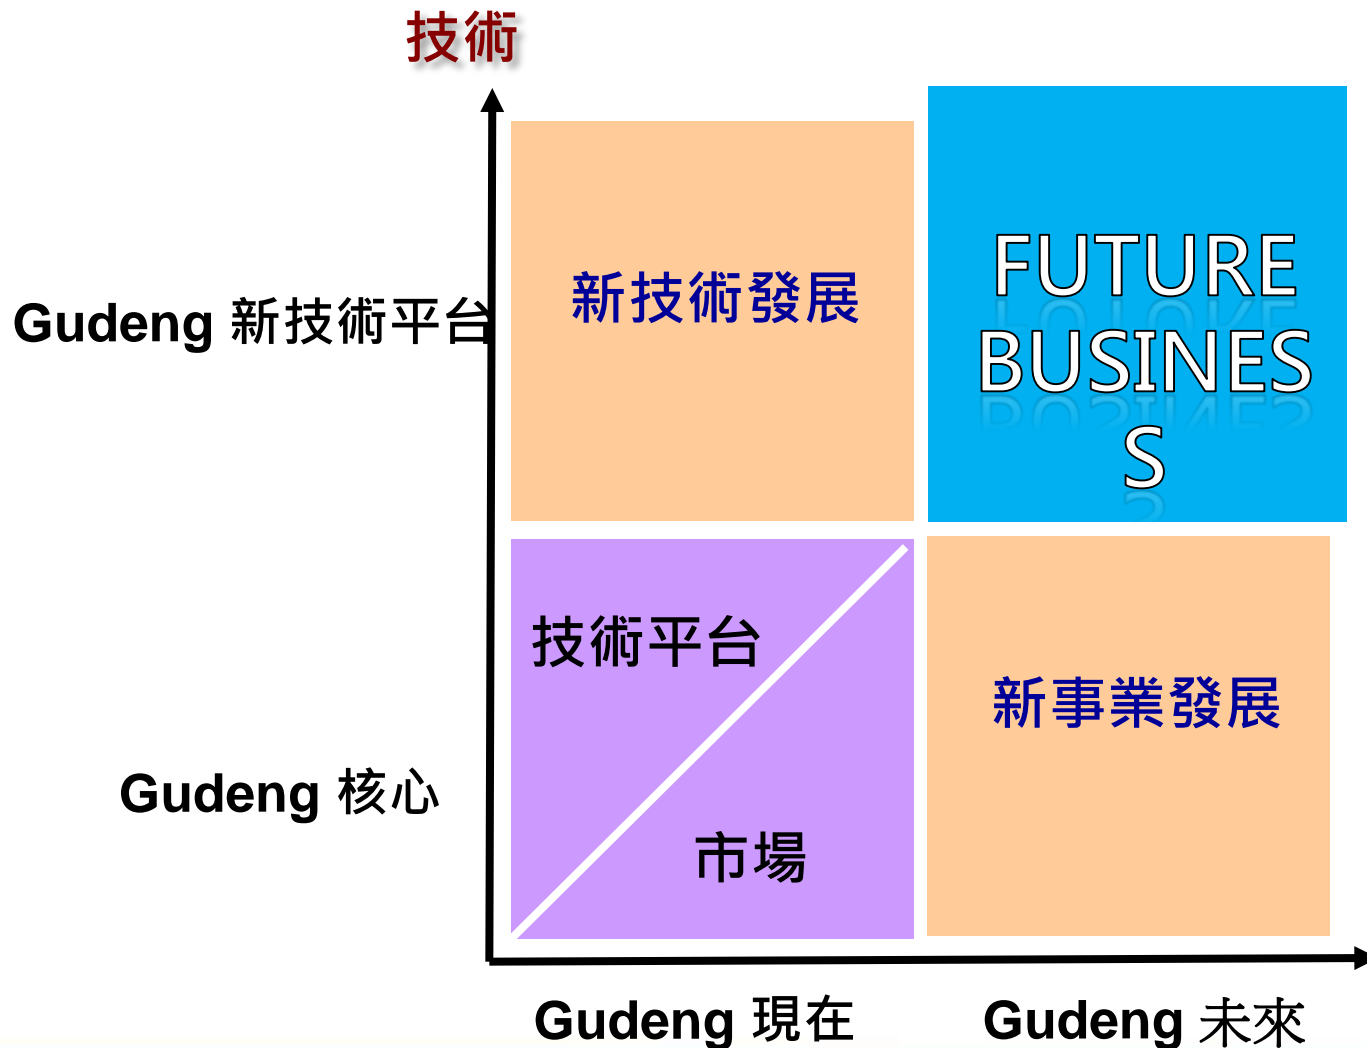 技術
Gudeng 新技術平台
新技術發展
FUTURE
BUSINES
S
技術平台
市場
新事業發展
Gudeng 核心
Gudeng 現在
Gudeng 未來